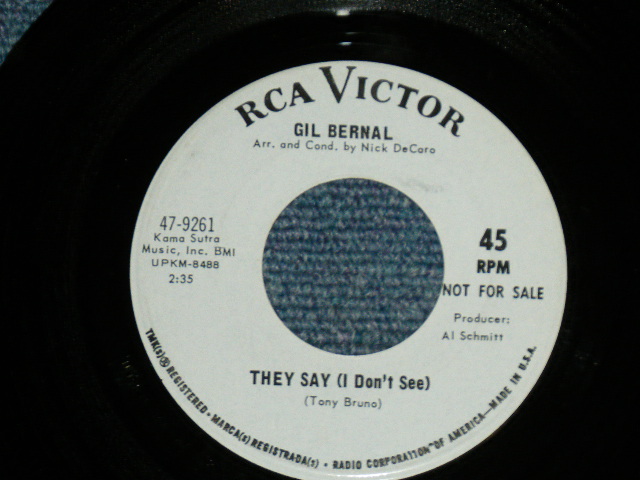 RCA VICTOR
GIL BERNAL
Arr. and Cond. by Nick DeCaro
47-9261
Kama Sutra
Music, Inc. BMI
UPKM-8488
2:35
45
RPM
NOT FOR SALE
Producer:
Al Schmitt
THEY SAY (I Don't See)
(Tony Bruno)
TMK(s) ® REGISTERED • MARCA(s) REGISTRADA(s) • RADIO CORPORATION OF AMERICA—MADE IN U.S.A.